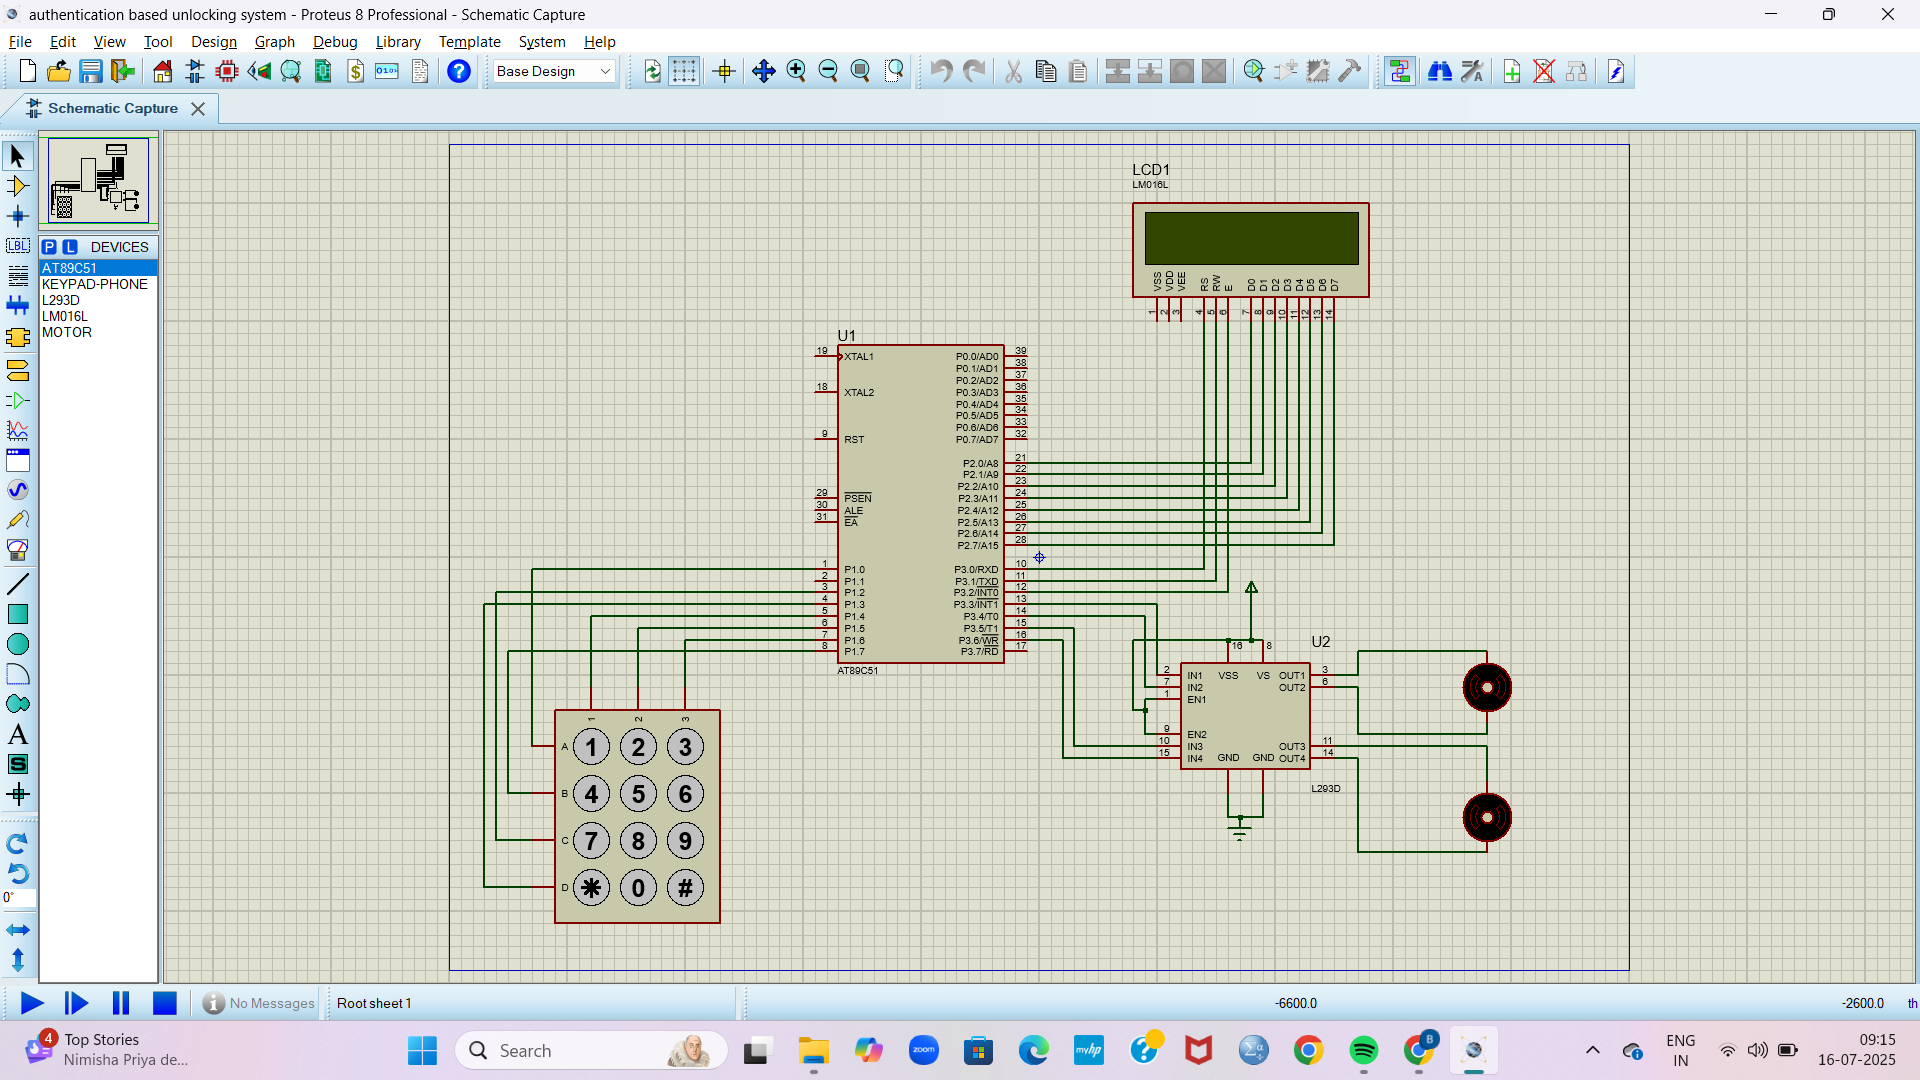 authentication based unlocking system - Proteus 8 Professional - Schematic Capture
File Edit View Tool Design Graph Debug Library Template System Help
Base Design
Schematic Capture
P L DEVICES
AT89C51
KEYPAD-PHONE
L293D
LM016L
MOTOR
LBL
A
S
0°
LCD1
LM016L
VSS VDD VEE RS RW E D0 D1 D2 D3 D4 D5 D6 D7
1 2 3 4 5 6 7 8 9 10 11 12 13 14
U1
19 XTAL1 P0.0/AD0 39
P0.1/AD1 38
P0.2/AD2 37
18 XTAL2 P0.3/AD3 36
P0.4/AD4 35
P0.5/AD5 34
P0.6/AD6 33
9 RST P0.7/AD7 32
P2.0/A8 21
P2.1/A9 22
P2.2/A10 23
29 PSEN P2.3/A11 24
30 ALE P2.4/A12 25
31 EA P2.5/A13 26
P2.6/A14 27
P2.7/A15 28
1 P1.0 P3.0/RXD 10
2 P1.1 P3.1/TXD 11
3 P1.2 P3.2/INT0 12
4 P1.3 P3.3/INT1 13
5 P1.4 P3.4/T0 14
6 P1.5 P3.5/T1 15
7 P1.6 P3.6/WR 16
8 P1.7 P3.7/RD 17
AT89C51
U2
16 8
2 IN1 VSS VS OUT1 3
7 IN2 OUT2 6
1 EN1
9 EN2
10 IN3 OUT3 11
15 IN4 GND GND OUT4 14
L293D
1 2 3
A 1 2 3
B 4 5 6
C 7 8 9
D * 0 #
No Messages
Root sheet 1
-6600.0
-2600.0
th
4
Top Stories
Nimisha Priya de...
Search
zoom
myhp
B
ENG
IN
09:15
16-07-2025